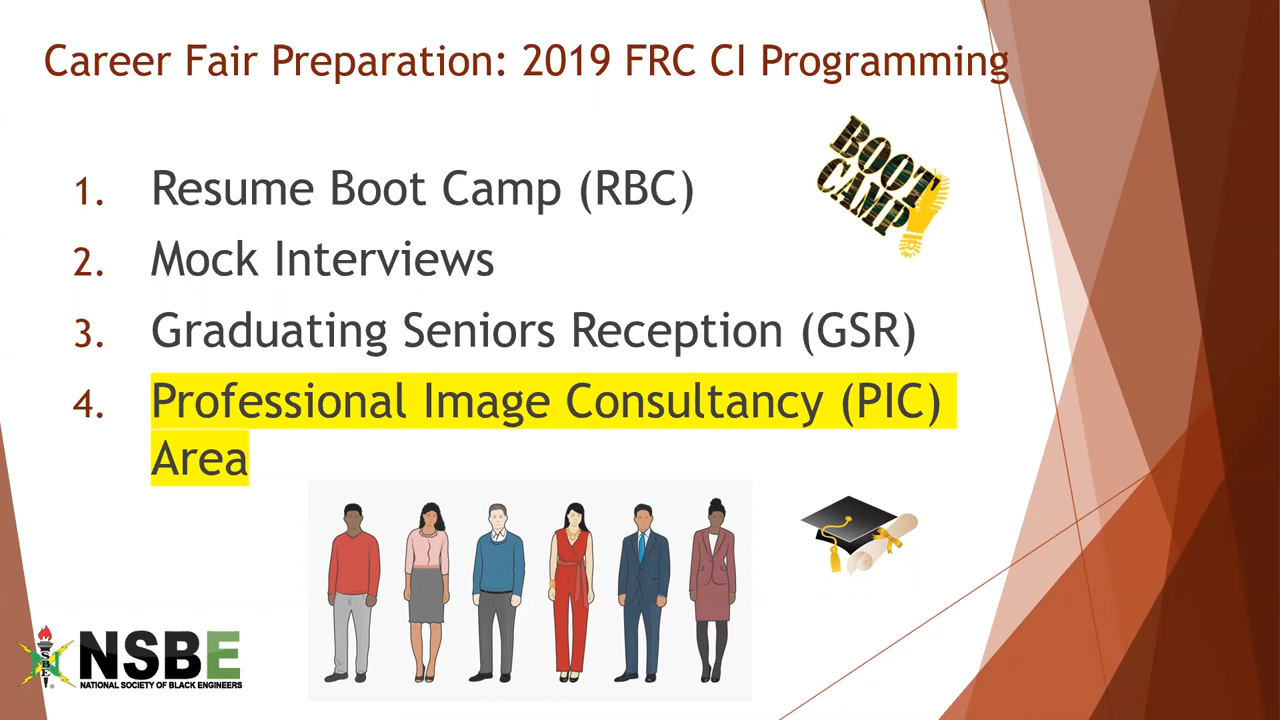 Career Fair Preparation: 2019 FRC CI Programming
BOOT
CAMP
1. Resume Boot Camp (RBC)
2. Mock Interviews
3. Graduating Seniors Reception (GSR)
4. Professional Image Consultancy (PIC)
Area
NSBE
NSBE
NATIONAL SOCIETY OF BLACK ENGINEERS